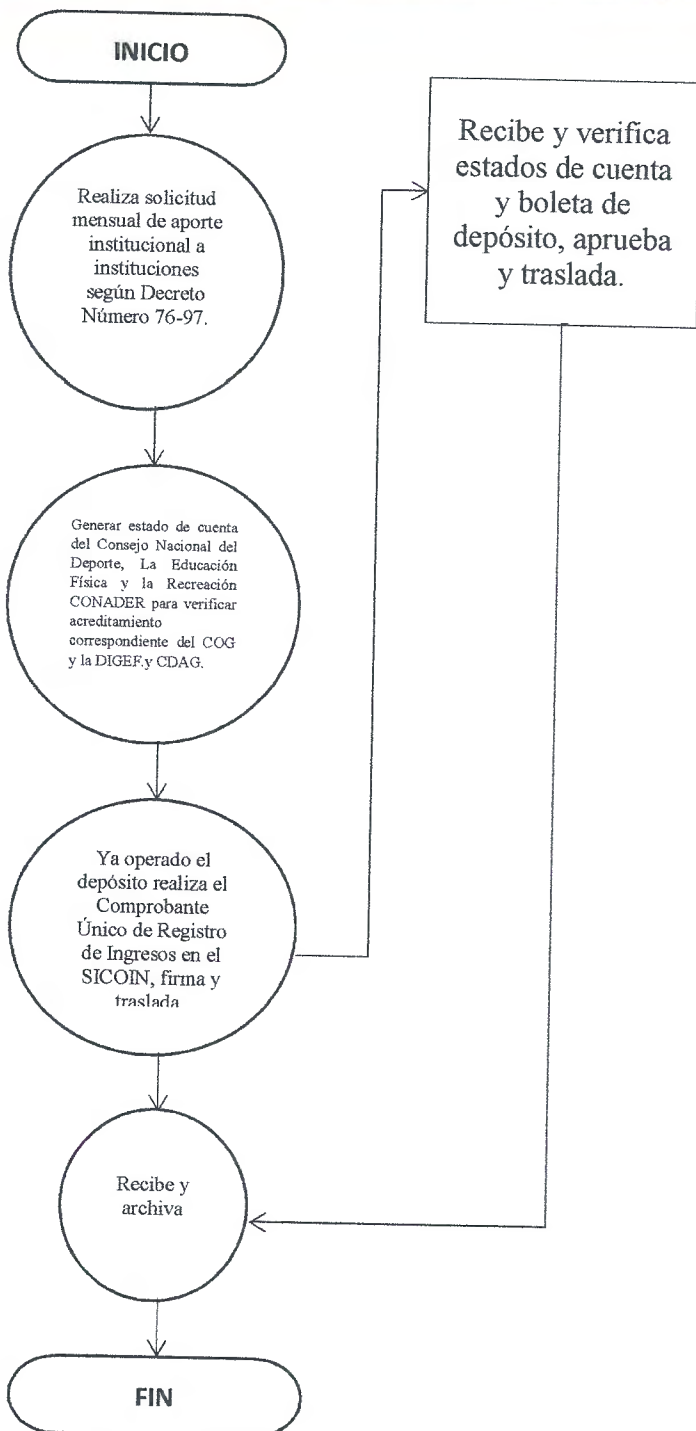 INICIO
Realiza solicitud
mensual de aporte
institucional a
instituciones
según Decreto
Número 76-97.
Generar estado de cuenta
del Consejo Nacional del
Deporte, La Educación
Física y la Recreación
CONADER para verificar
acreditamiento
correspondiente del COG
y la DIGEF.y CDAG.
Ya operado el
depósito realiza el
Comprobante
Único de Registro
de Ingresos en el
SICOIN, firma y
traslada
Recibe y verifica
estados de cuenta
y boleta de
depósito, aprueba
y traslada.
Recibe y
archiva
FIN